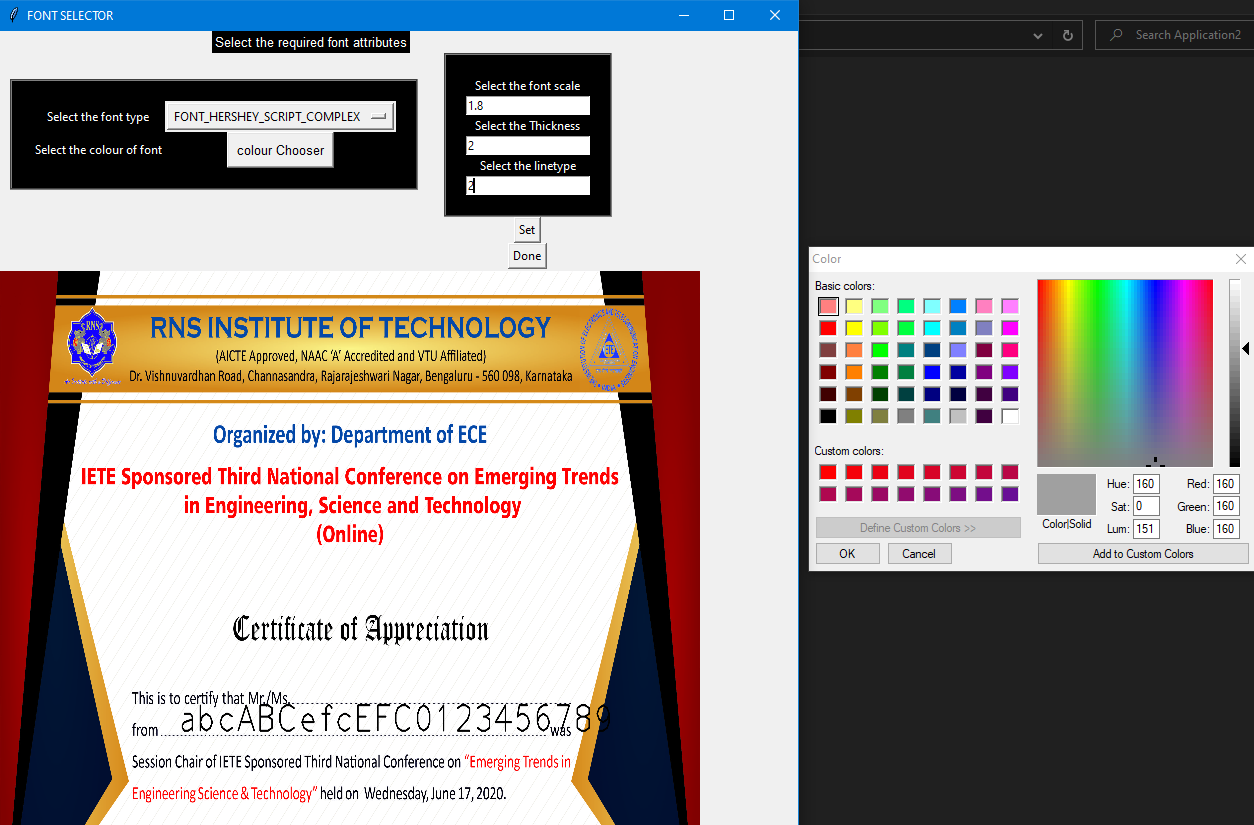 FONT SELECTOR
Select the required font attributes
Select the font type FONT_HERSHEY_SCRIPT_COMPLEX
Select the colour of font colour Chooser
Select the font scale
1.8
Select the Thickness
2
Select the linetype
2
Set
Done
Search Application2
RNS
RNS INSTITUTE OF TECHNOLOGY
(AICTE Approved, NAAC ‘A’ Accredited and VTU Affiliated)
Dr. Vishnuvardhan Road, Channasandra, Rajarajeshwari Nagar, Bengaluru - 560 098, Karnataka
Organized by: Department of ECE
IETE Sponsored Third National Conference on Emerging Trends
in Engineering, Science and Technology
(Online)
Certificate of Appreciation
This is to certify that Mr./Ms.
abcABCefcEFC0123456789
from was
Session Chair of IETE Sponsored Third National Conference on “Emerging Trends in
Engineering Science & Technology” held on Wednesday, June 17, 2020.
Color
Basic colors:
Custom colors:
Define Custom Colors >>
OK Cancel
Color|Solid
Hue: 160 Red: 160
Sat: 0 Green: 160
Lum: 151 Blue: 160
Add to Custom Colors